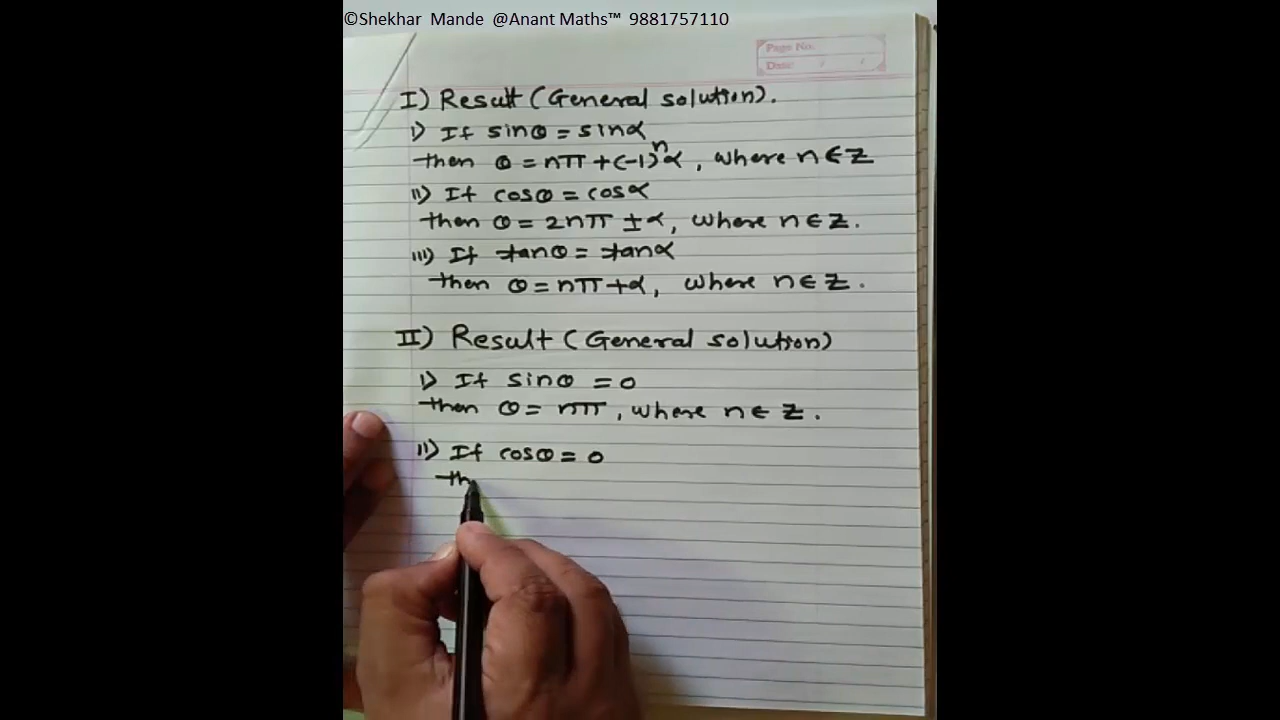 ©Shekhar Mande @Anant Maths™ 9881757110
Page No.
Date: / /
I) Result (General solution).
i) If sinθ = sinα
then θ = nπ + (-1)ⁿα , where n ∈ Z
ii) If cosθ = cosα
then θ = 2nπ ± α , where n ∈ Z.
iii) If tanθ = tanα
then θ = nπ + α , where n ∈ Z.
II) Result (General solution)
i) If sinθ = 0
then θ = nπ , where n ∈ Z.
ii) If cosθ = 0
th